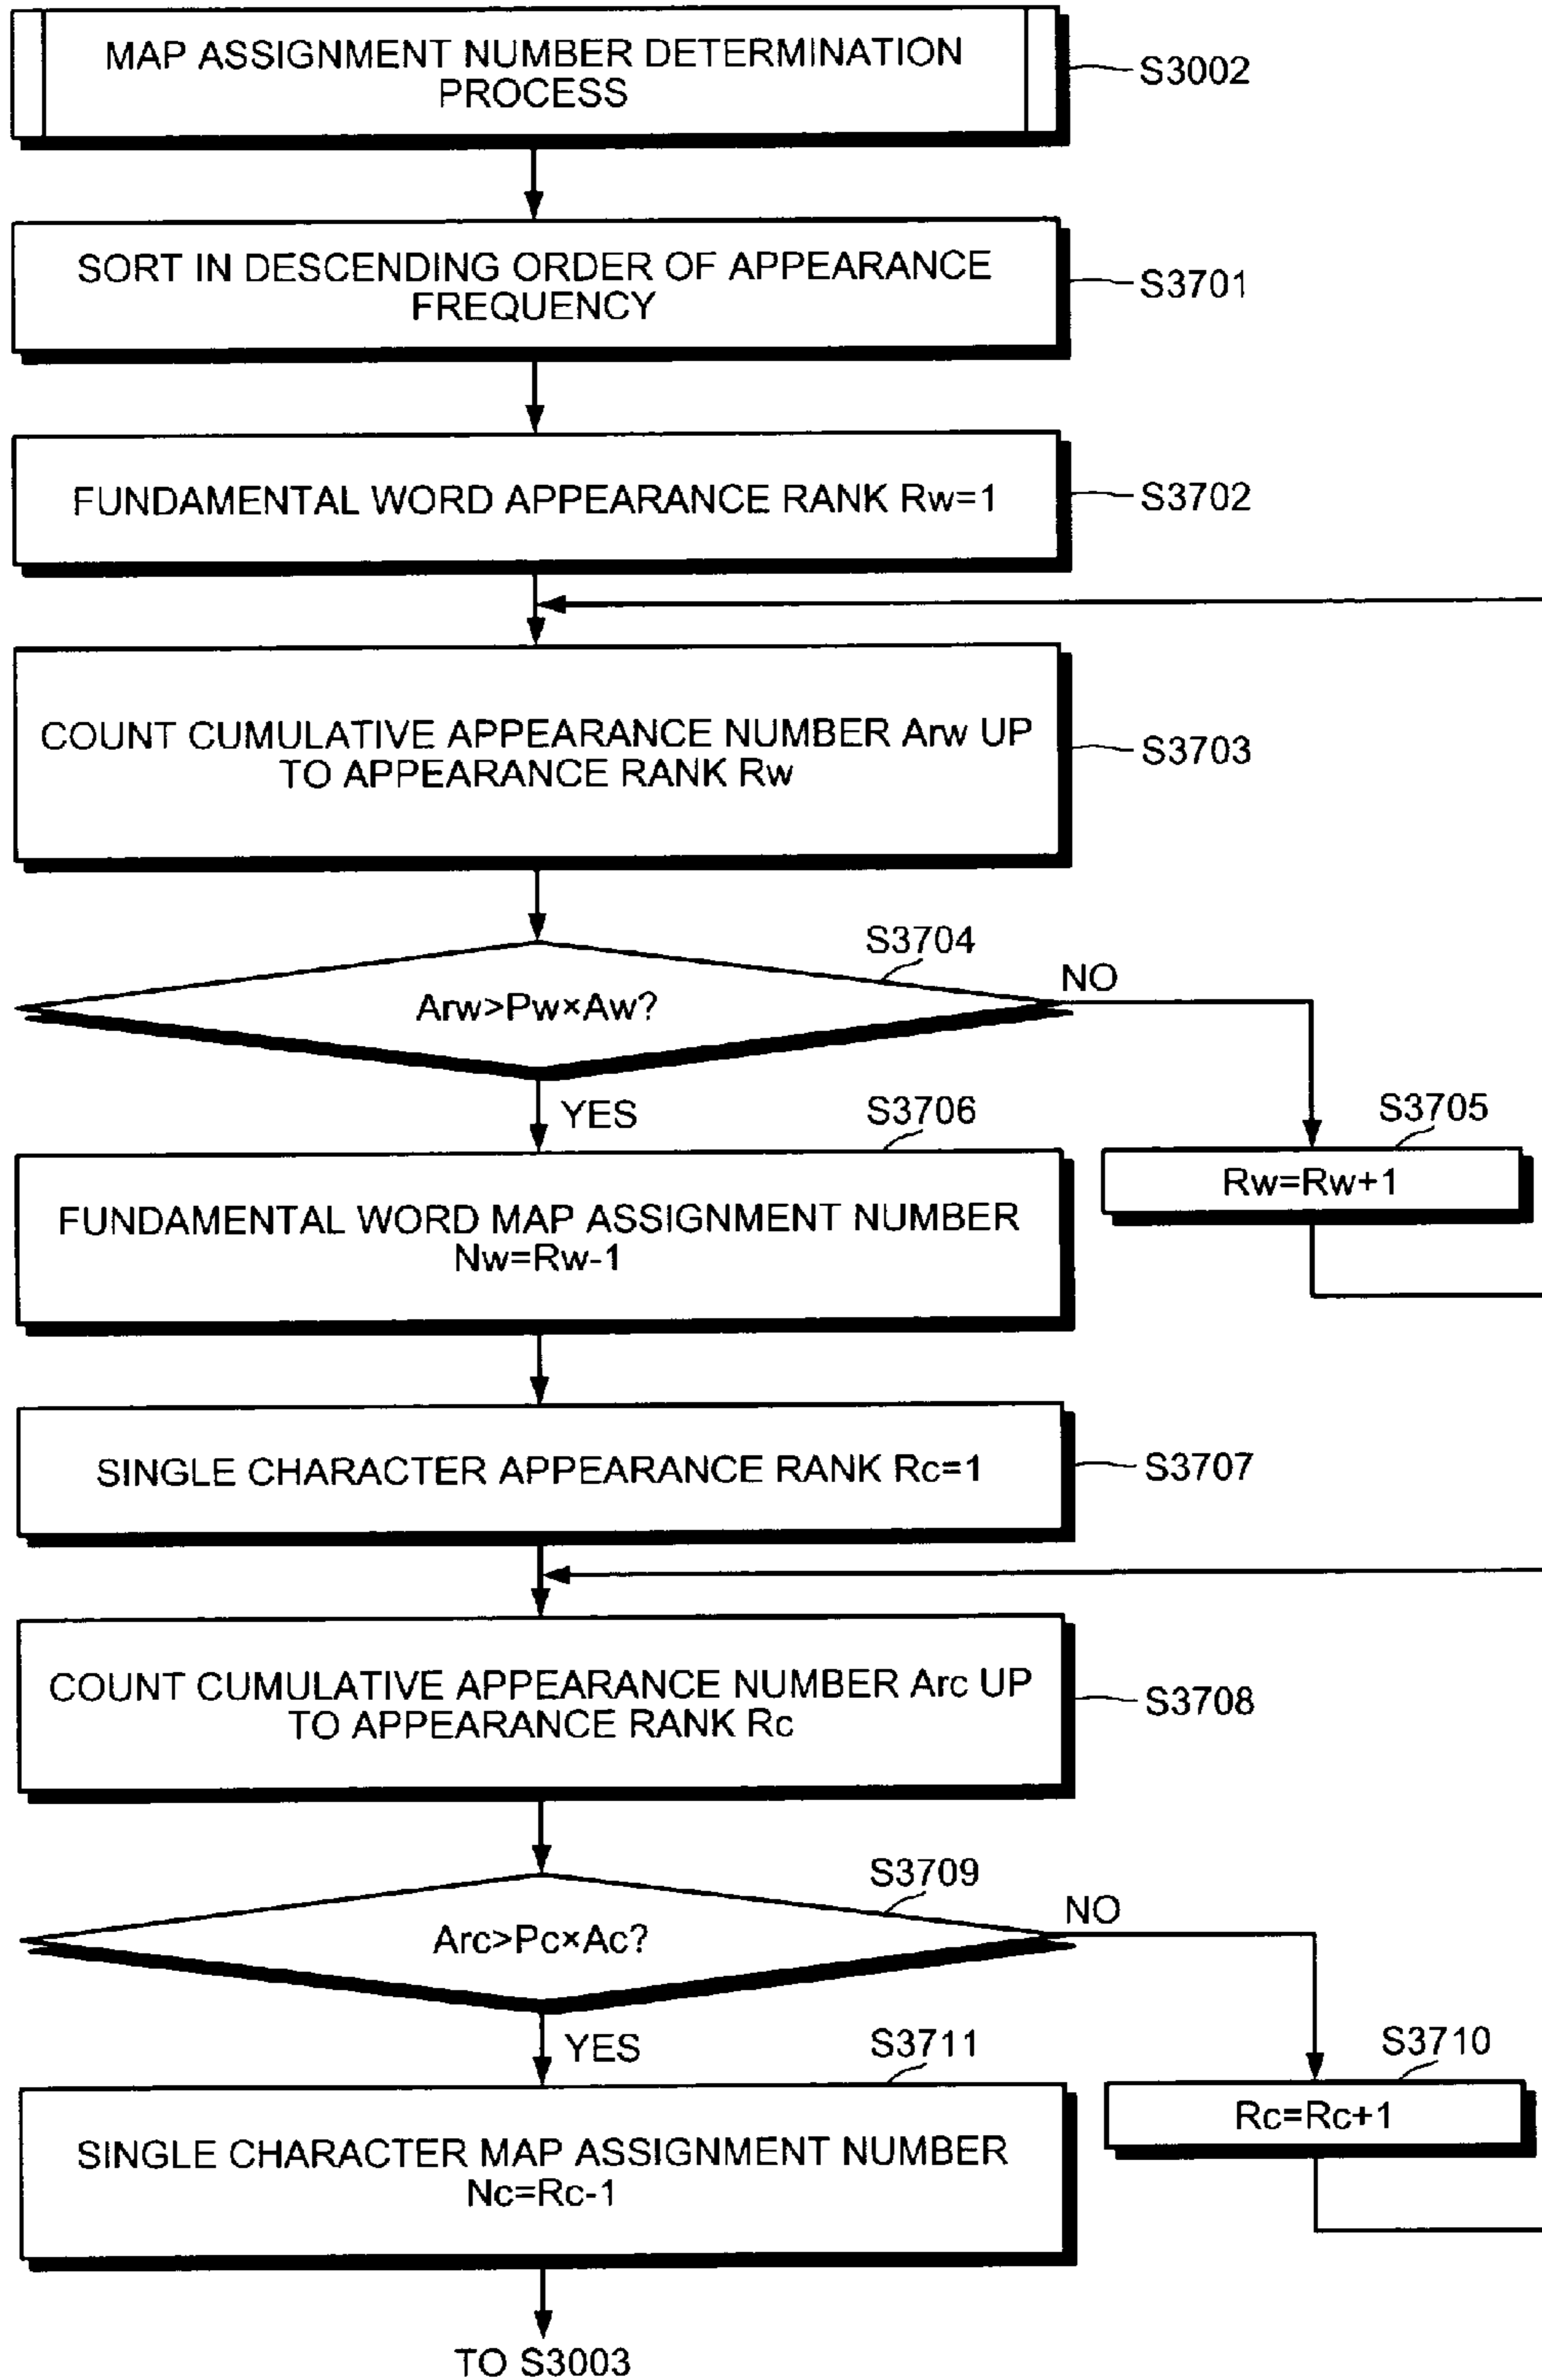 MAP ASSIGNMENT NUMBER DETERMINATION
PROCESS
S3002
SORT IN DESCENDING ORDER OF APPEARANCE
FREQUENCY
S3701
FUNDAMENTAL WORD APPEARANCE RANK Rw=1
S3702
COUNT CUMULATIVE APPEARANCE NUMBER Arw UP
TO APPEARANCE RANK Rw
S3703
S3704
Arw>Pw×Aw?
NO
YES
S3706
S3705
FUNDAMENTAL WORD MAP ASSIGNMENT NUMBER
Nw=Rw-1
Rw=Rw+1
SINGLE CHARACTER APPEARANCE RANK Rc=1
S3707
COUNT CUMULATIVE APPEARANCE NUMBER Arc UP
TO APPEARANCE RANK Rc
S3708
S3709
Arc>Pc×Ac?
NO
YES
S3711
S3710
SINGLE CHARACTER MAP ASSIGNMENT NUMBER
Nc=Rc-1
Rc=Rc+1
TO S3003